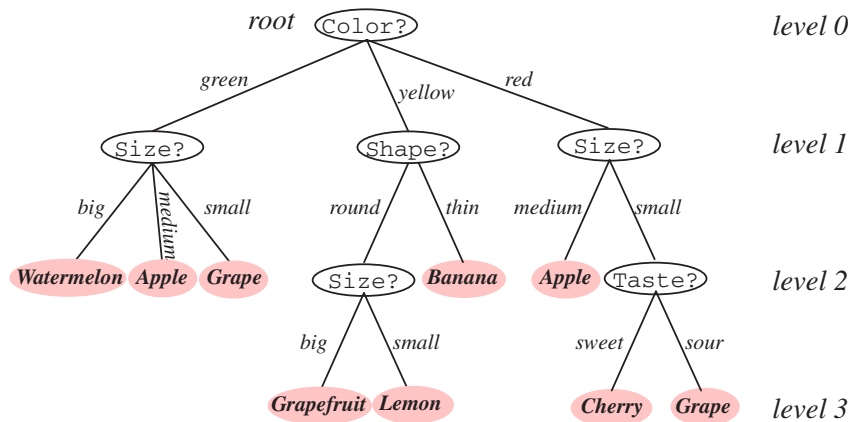 root Color? level 0
green yellow red
Size? Shape? Size? level 1
big medium small round thin medium small
Watermelon Apple Grape Size? Banana Apple Taste? level 2
big small sweet sour
Grapefruit Lemon Cherry Grape level 3